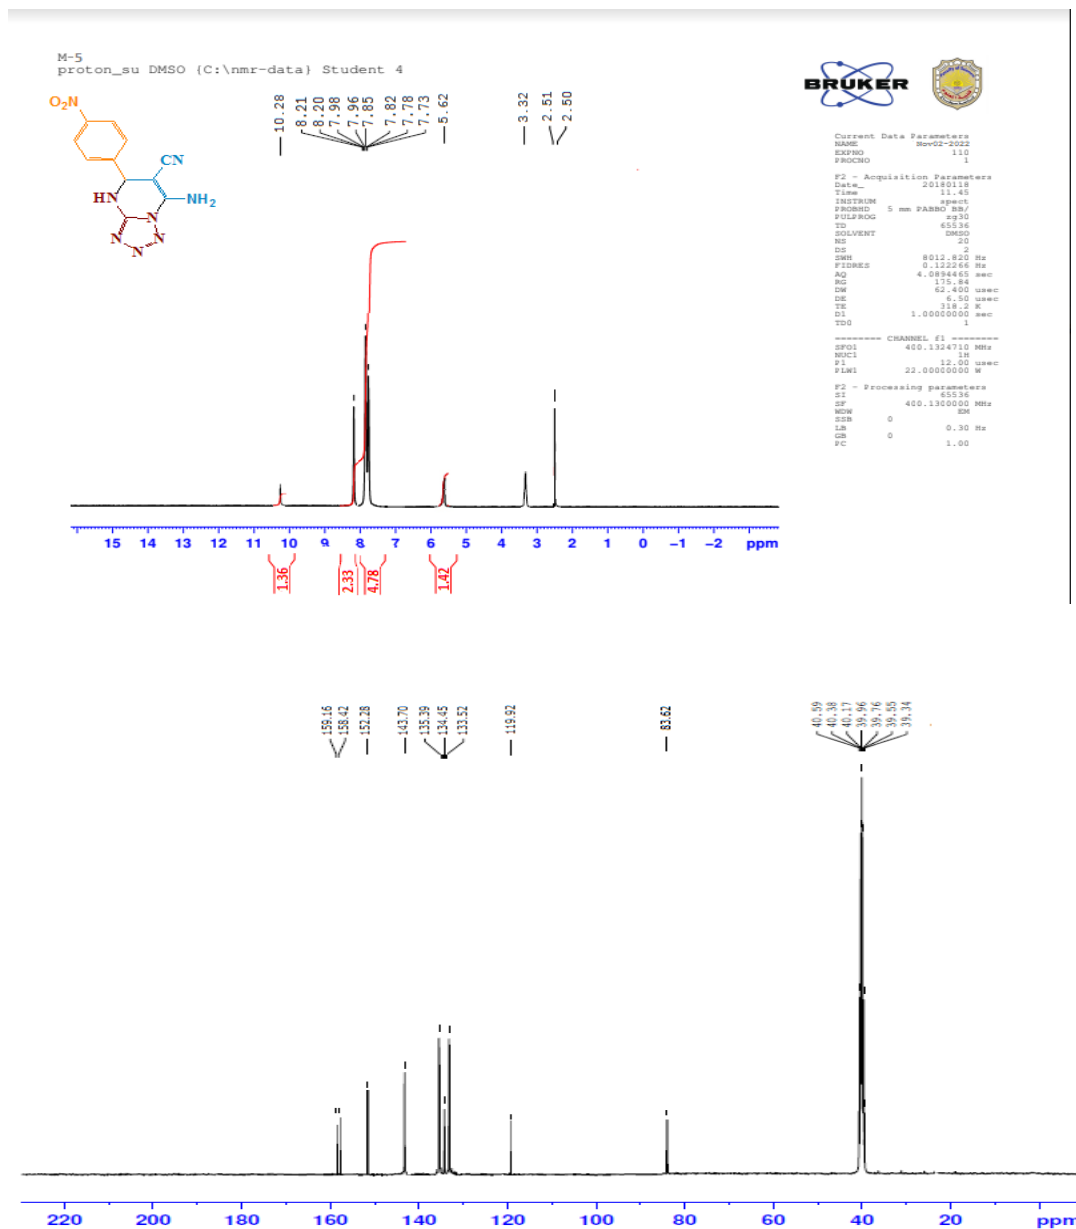 M-5
proton_su DMSO {C:\nmr-data} Student 4
O₂N
CN
HN
N
NH₂
N
N
N
N
10.28
8.21
8.20
7.98
7.96
7.85
7.82
7.78
7.73
5.62
3.32
2.51
2.50
BRUKER
Current Data Parameters
NAME Nov02-2022
EXPNO 110
PROCNO 1
F2 - Acquisition Parameters
Date_ 20180118
Time 11.45
INSTRUM spect
PROBHD 5 mm PABBO BB/
PULPROG zg30
TD 65536
SOLVENT DMSO
NS 20
DS 2
SWH 8012.820 Hz
FIDRES 0.122266 Hz
AQ 4.0894465 sec
RG 175.84
DW 62.400 usec
DE 6.50 usec
TE 318.2 K
D1 1.00000000 sec
TD0 1
======== CHANNEL f1 ========
SFO1 400.1324710 MHz
NUC1 1H
P1 12.00 usec
PLW1 22.00000000 W
F2 - Processing parameters
SI 65536
SF 400.1300000 MHz
WDW EM
SSB 0
LB 0.30 Hz
GB 0
PC 1.00
15 14 13 12 11 10 9 8 7 6 5 4 3 2 1 0 -1 -2 ppm
1.36
2.33
4.78
1.42
159.16
158.42
152.28
143.70
135.39
134.45
133.52
119.92
83.62
40.59
40.38
40.17
39.96
39.76
39.55
39.34
220 200 180 160 140 120 100 80 60 40 20 ppm